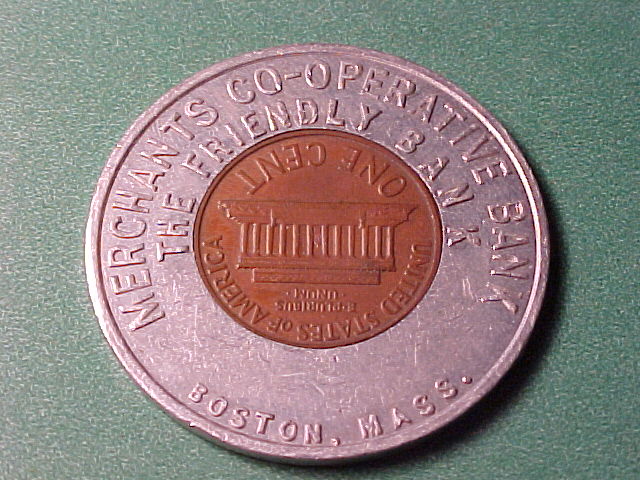 MERCHANTS CO-OPERATIVE BANK
THE FRIENDLY BANK
ONE CENT
E·PLURIBUS
·UNUM·
UNITED STATES OF AMERICA
BOSTON, MASS.